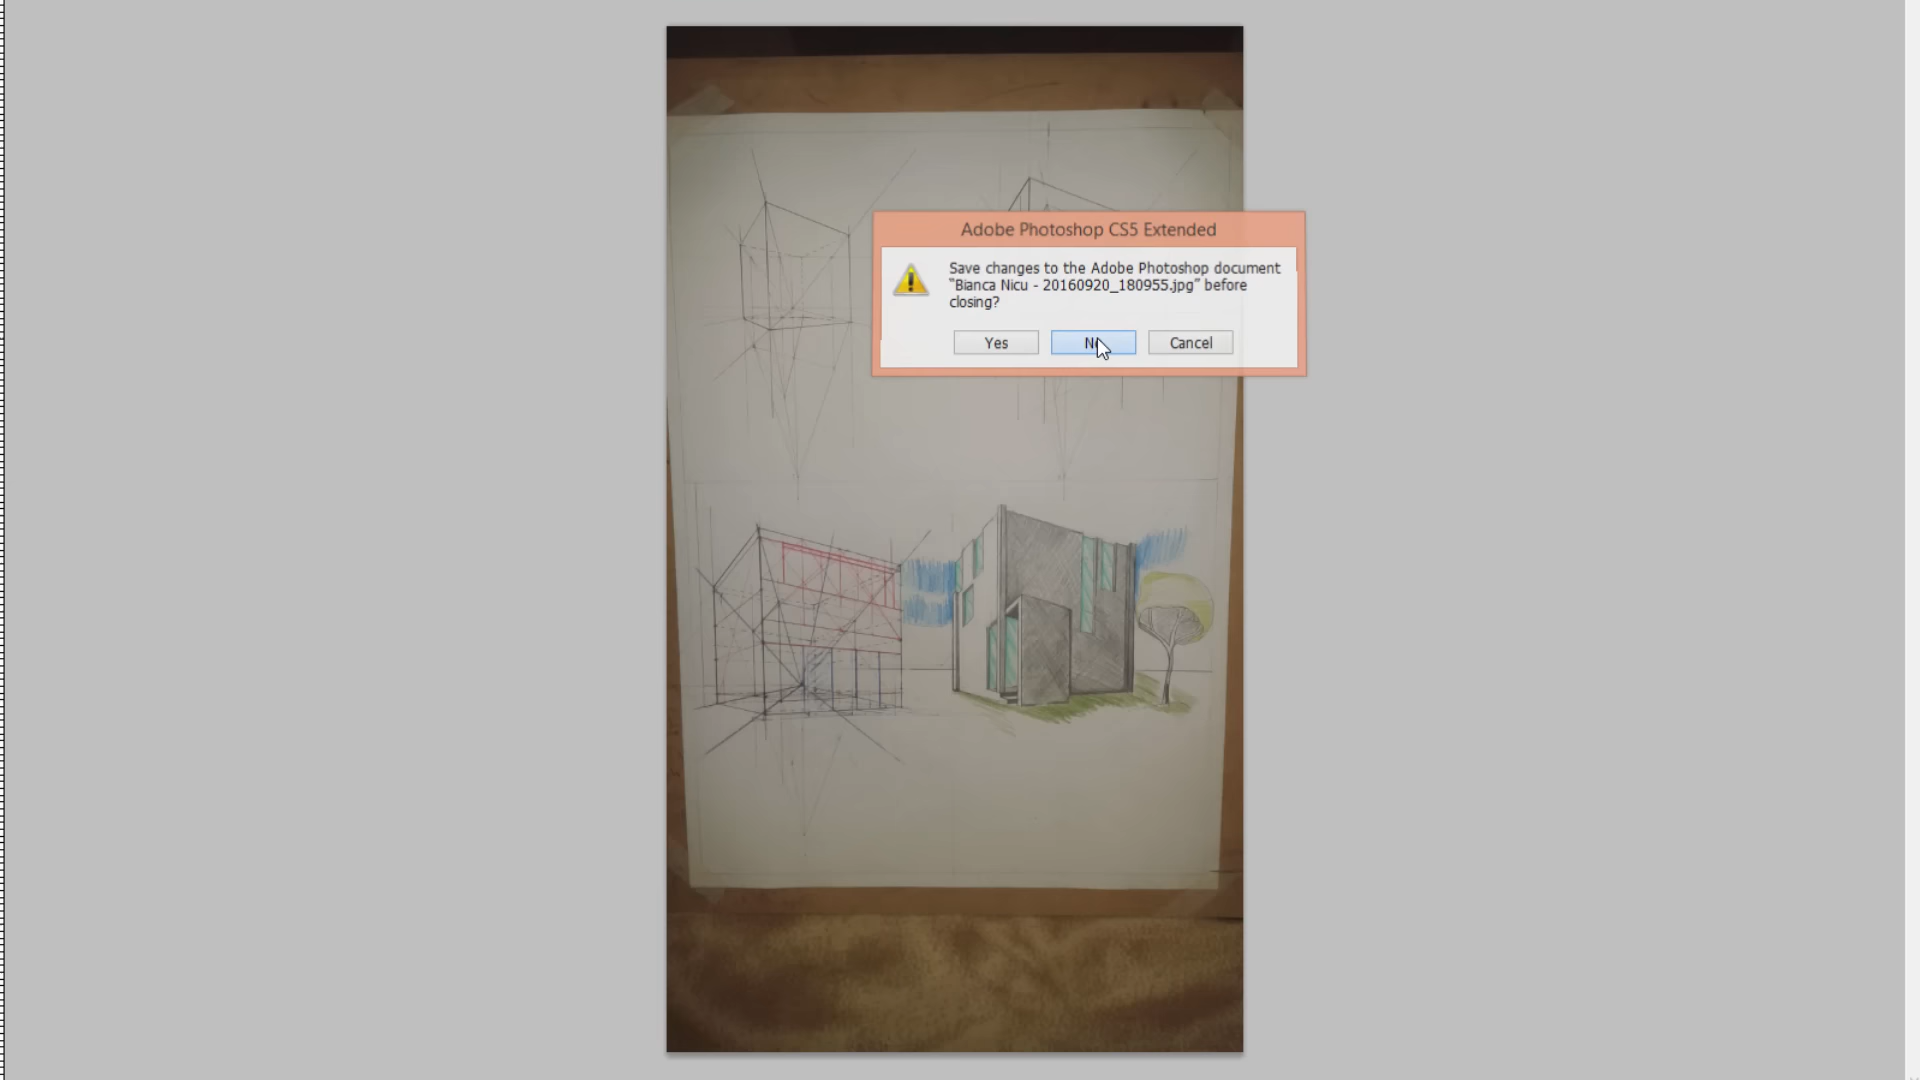 Adobe Photoshop CS5 Extended
Save changes to the Adobe Photoshop document
"Bianca Nicu - 20160920_180955.jpg" before
closing?
Yes
No
Cancel